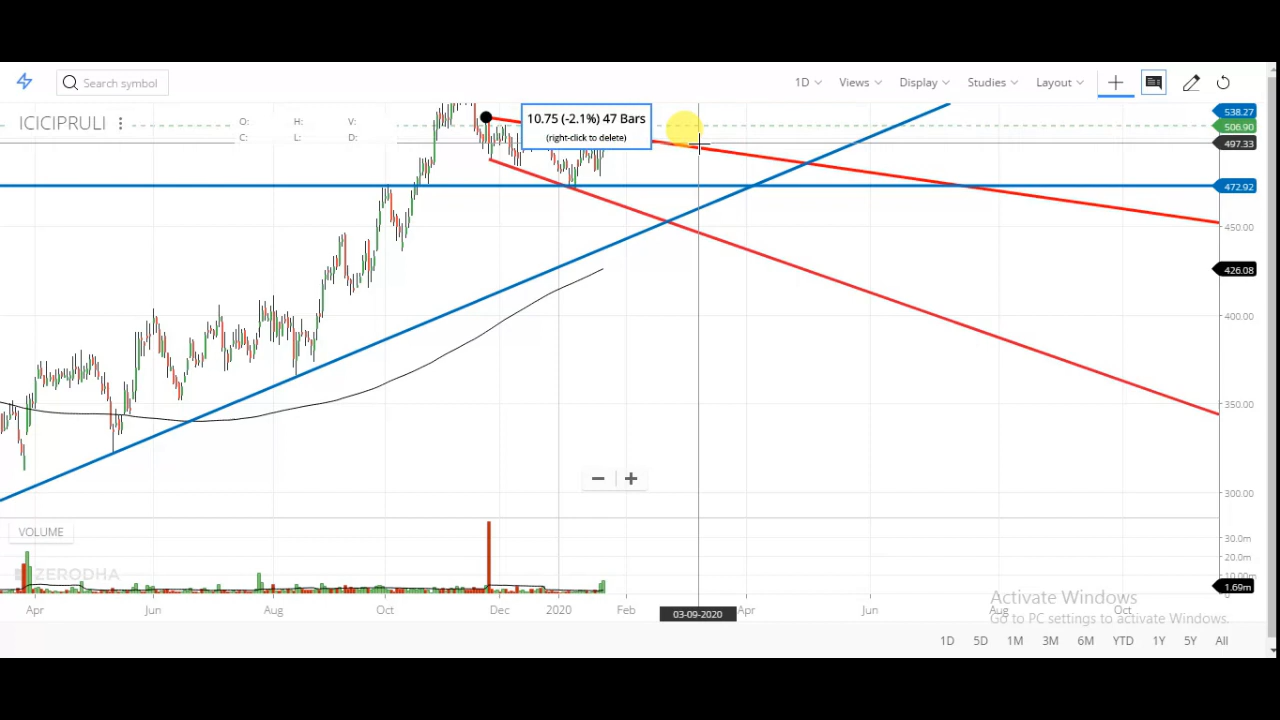 Search symbol
1D Views Display Studies Layout
ICICIPRULI
O: H: V:
C: L: D:
10.75 (-2.1%) 47 Bars
(right-click to delete)
538.27
506.90
497.33
472.92
450.00
426.08
400.00
350.00
300.00
VOLUME
30.0m
20.0m
10.00m
1.69m
0
ZERODHA
Apr Jun Aug Oct Dec 2020 Feb 03-09-2020 Apr Jun Aug Oct
Activate Windows
Go to PC settings to activate Windows.
1D 5D 1M 3M 6M YTD 1Y 5Y All